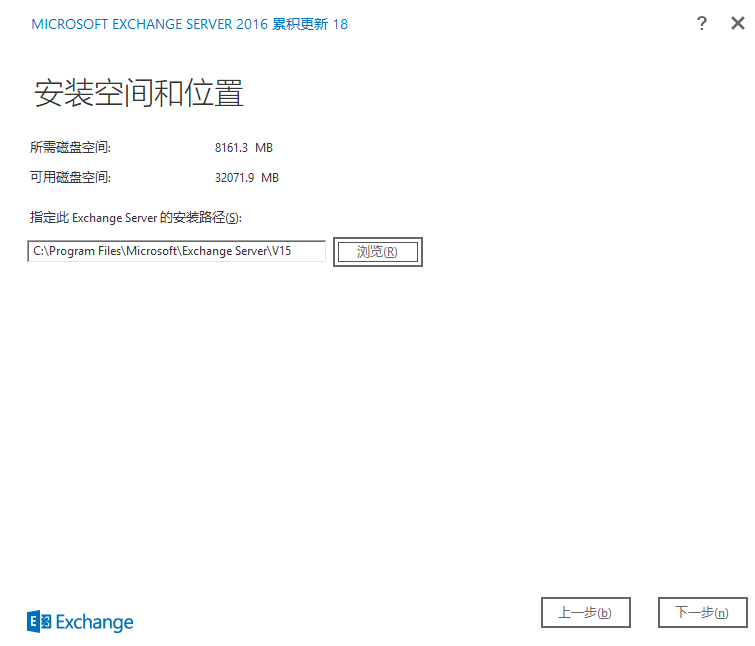 MICROSOFT EXCHANGE SERVER 2016 累积更新 18
?
安装空间和位置
所需磁盘空间: 8161.3 MB
可用磁盘空间: 32071.9 MB
指定此 Exchange Server 的安装路径(S):
C:\Program Files\Microsoft\Exchange Server\V15 浏览(R)
上一步(b) 下一步(n)
Exchange